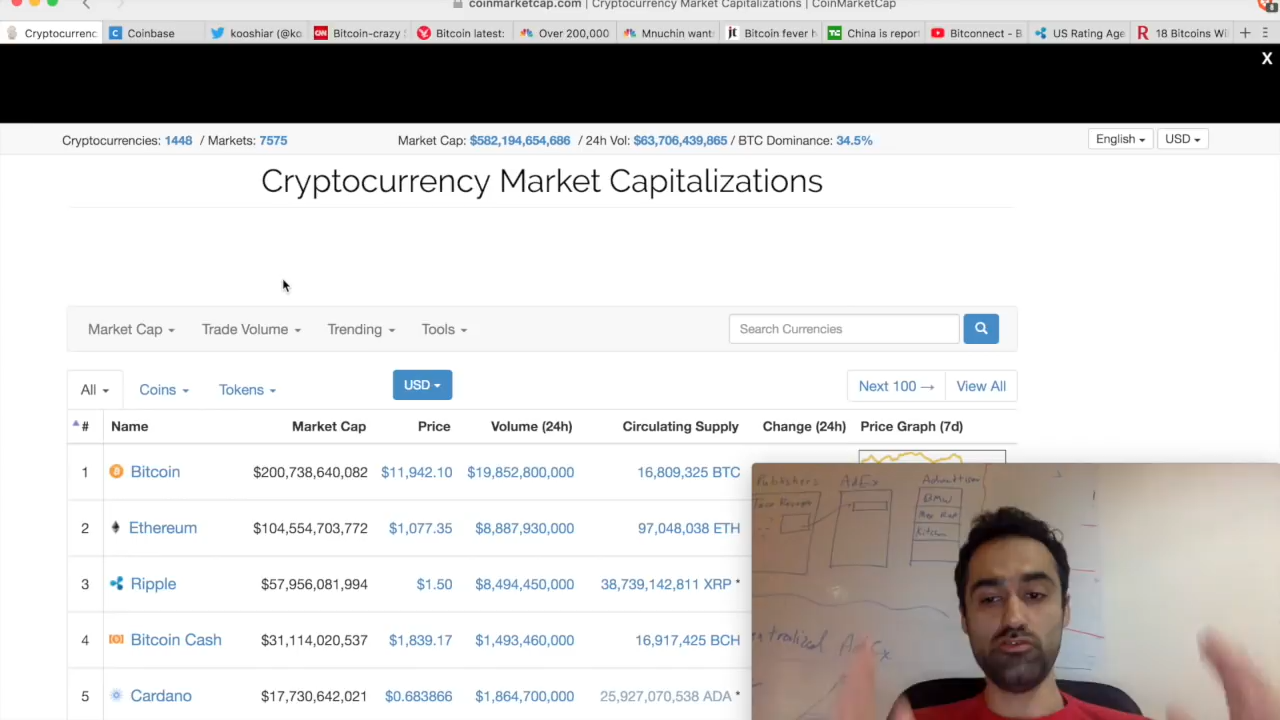 coinmarketcap.com | Cryptocurrency Market Capitalizations | CoinMarketCap
Cryptocurrenc Coinbase kooshiar (@ko Bitcoin-crazy Bitcoin latest: Over 200,000 Mnuchin want Bitcoin fever h China is report Bitconnect - B US Rating Age 18 Bitcoins Wi
X
Cryptocurrencies: 1448 / Markets: 7575 Market Cap: $582,194,654,686 / 24h Vol: $63,706,439,865 / BTC Dominance: 34.5% English USD
Cryptocurrency Market Capitalizations
Market Cap Trade Volume Trending Tools Search Currencies
All Coins Tokens USD Next 100 → View All
# Name Market Cap Price Volume (24h) Circulating Supply Change (24h) Price Graph (7d)
1 Bitcoin $200,738,640,082 $11,942.10 $19,852,800,000 16,809,325 BTC
2 Ethereum $104,554,703,772 $1,077.35 $8,887,930,000 97,048,038 ETH
3 Ripple $57,956,081,994 $1.50 $8,494,450,000 38,739,142,811 XRP *
4 Bitcoin Cash $31,114,020,537 $1,839.17 $1,493,460,000 16,917,425 BCH
5 Cardano $17,730,642,021 $0.683866 $1,864,700,000 25,927,070,538 ADA *
Publishers AdEx
BMW
Kitchen